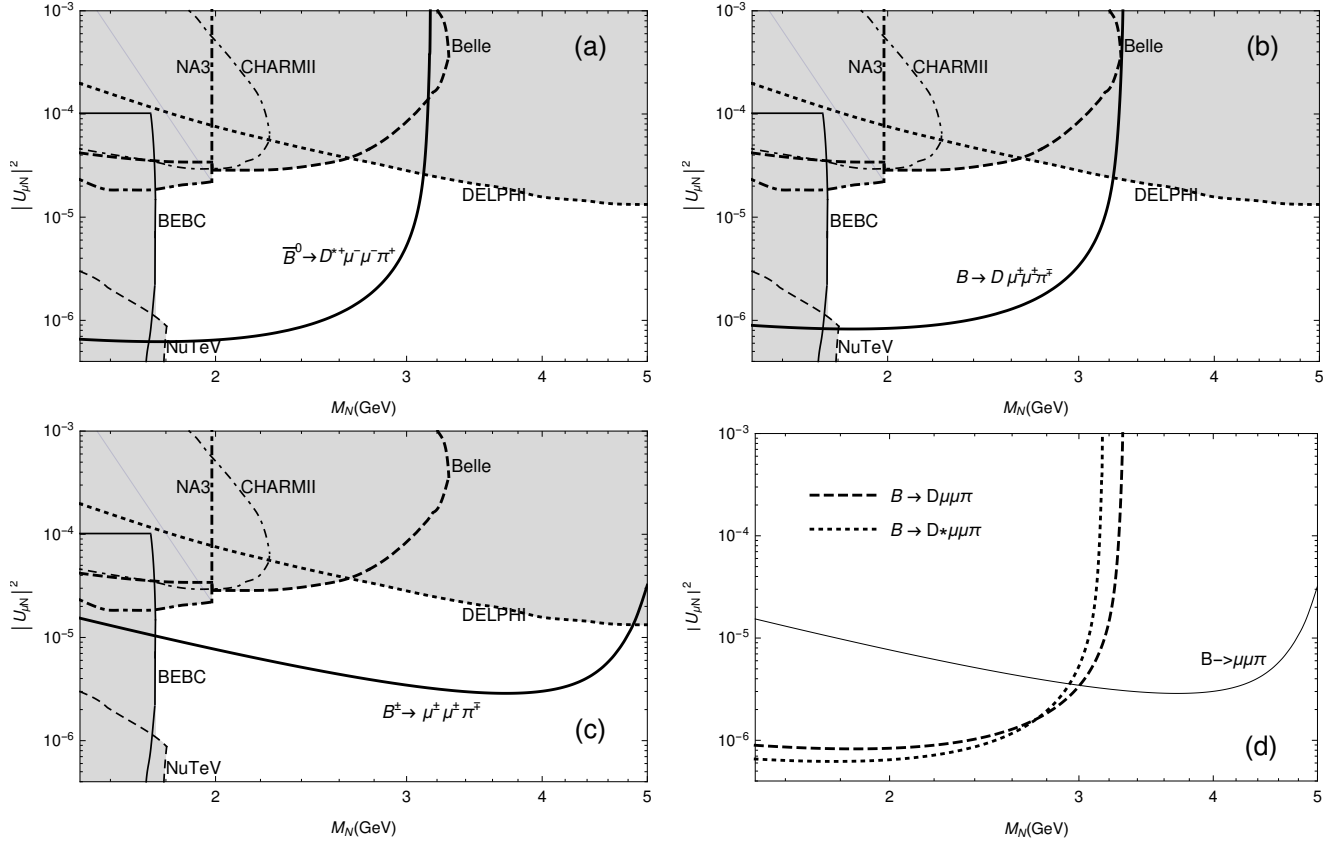 10⁻³
10⁻⁴
10⁻⁵
10⁻⁶
|U_μN|²
NA3
CHARMII
Belle
(a)
DELPHI
BEBC
B̄⁰→D*⁺μ⁻μ⁻π⁺
NuTeV
2 3 4 5
M_N(GeV)
10⁻³
10⁻⁴
10⁻⁵
10⁻⁶
|U_μN|²
NA3
CHARMII
Belle
(b)
DELPHI
BEBC
B→D μ±μ±π∓
NuTeV
2 3 4 5
M_N(GeV)
10⁻³
10⁻⁴
10⁻⁵
10⁻⁶
|U_μN|²
NA3
CHARMII
Belle
DELPHI
BEBC
B±→ μ± μ± π∓
(c)
NuTeV
2 3 4 5
M_N(GeV)
10⁻³
10⁻⁴
10⁻⁵
10⁻⁶
|U_μN|²
B → Dμμπ
B → D*μμπ
B−>μμπ
(d)
2 3 4 5
M_N(GeV)